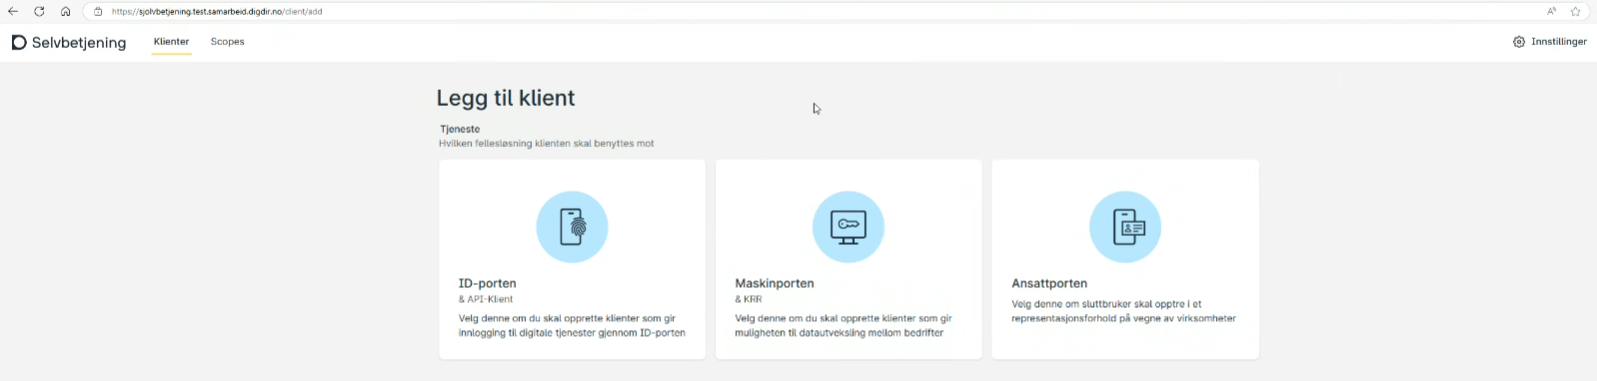 https://sjolvbetjening.test.samarbeid.digdir.no/client/add
Selvbetjening
Klienter
Scopes
Innstillinger
Legg til klient
Tjeneste
Hvilken fellesløsning klienten skal benyttes mot
ID-porten
& API-Klient
Velg denne om du skal opprette klienter som gir
innlogging til digitale tjenester gjennom ID-porten
Maskinporten
& KRR
Velg denne om du skal opprette klienter som gir
muligheten til datautveksling mellom bedrifter
Ansattporten
Velg denne om sluttbruker skal opptre i et
representasjonsforhold på vegne av virksomheter